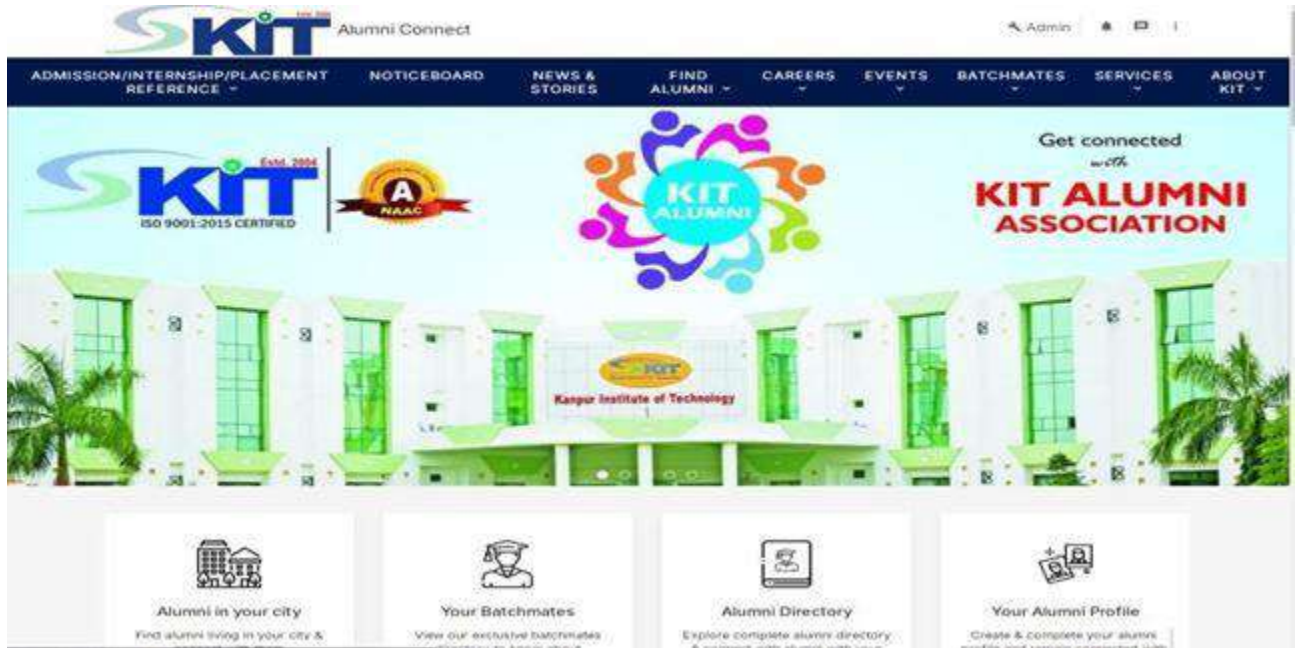 KIT
Alumni Connect
Admin
ADMISSION/INTERNSHIP/PLACEMENT
REFERENCE
NOTICEBOARD
NEWS &
STORIES
FIND
ALUMNI
CAREERS
EVENTS
BATCHMATES
SERVICES
ABOUT
KIT
Estd. 2004
KIT
ISO 9001:2015 CERTIFIED
A
NAAC
KIT
ALUMNI
Get connected
with
KIT ALUMNI
ASSOCIATION
KIT
Kanpur Institute of Technology
Alumni in your city
Find alumni living in your city &
Your Batchmates
View our exclusive batchmates
Alumni Directory
Explore complete alumni directory
Your Alumni Profile
Create & complete your alumni